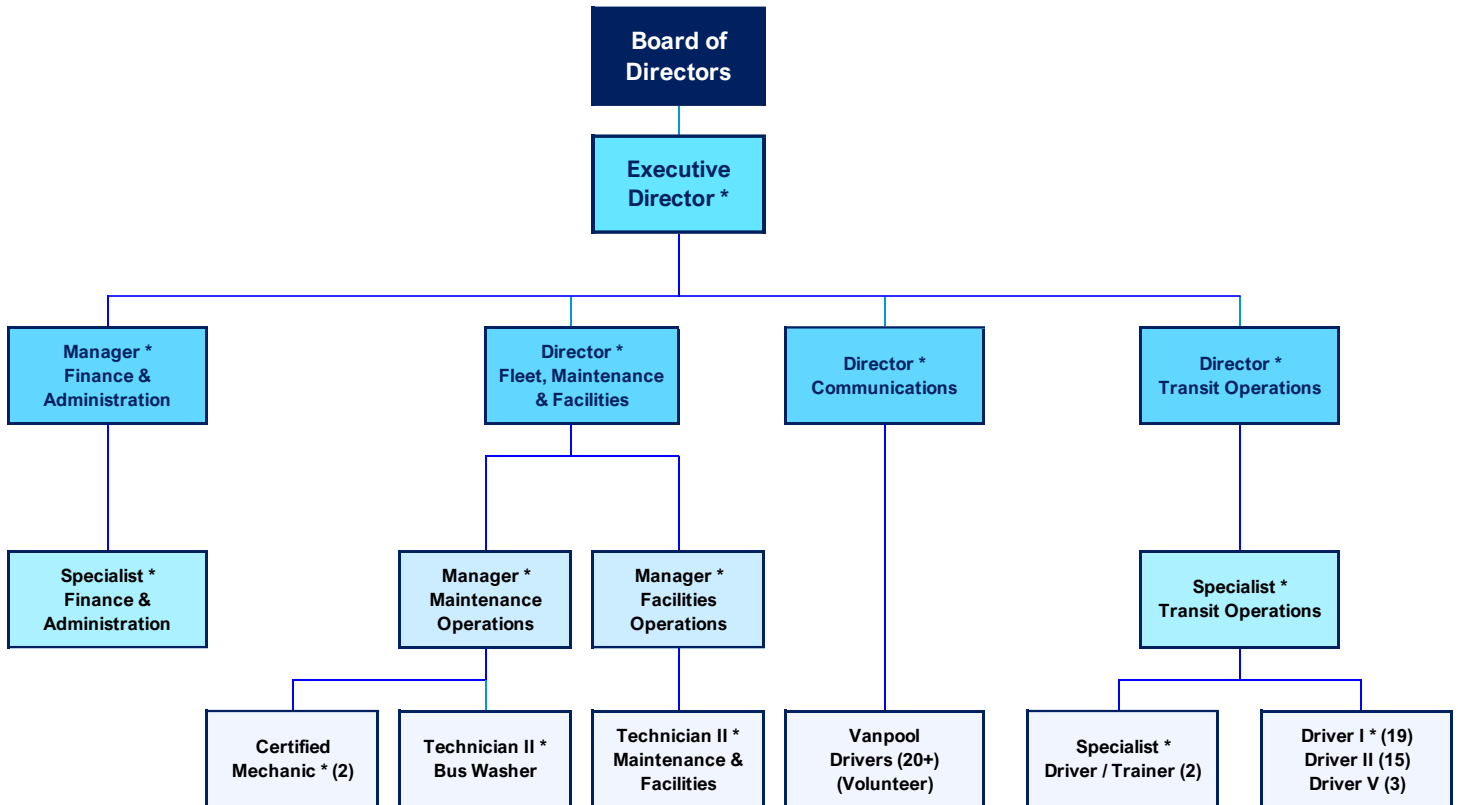 Board of
Directors
Executive
Director *
Manager *
Finance &
Administration
Director *
Fleet, Maintenance
& Facilities
Director *
Communications
Director *
Transit Operations
Specialist *
Finance &
Administration
Manager *
Maintenance
Operations
Manager *
Facilities
Operations
Specialist *
Transit Operations
Certified
Mechanic * (2)
Technician II *
Bus Washer
Technician II *
Maintenance &
Facilities
Vanpool
Drivers (20+)
(Volunteer)
Specialist *
Driver / Trainer (2)
Driver I * (19)
Driver II (15)
Driver V (3)